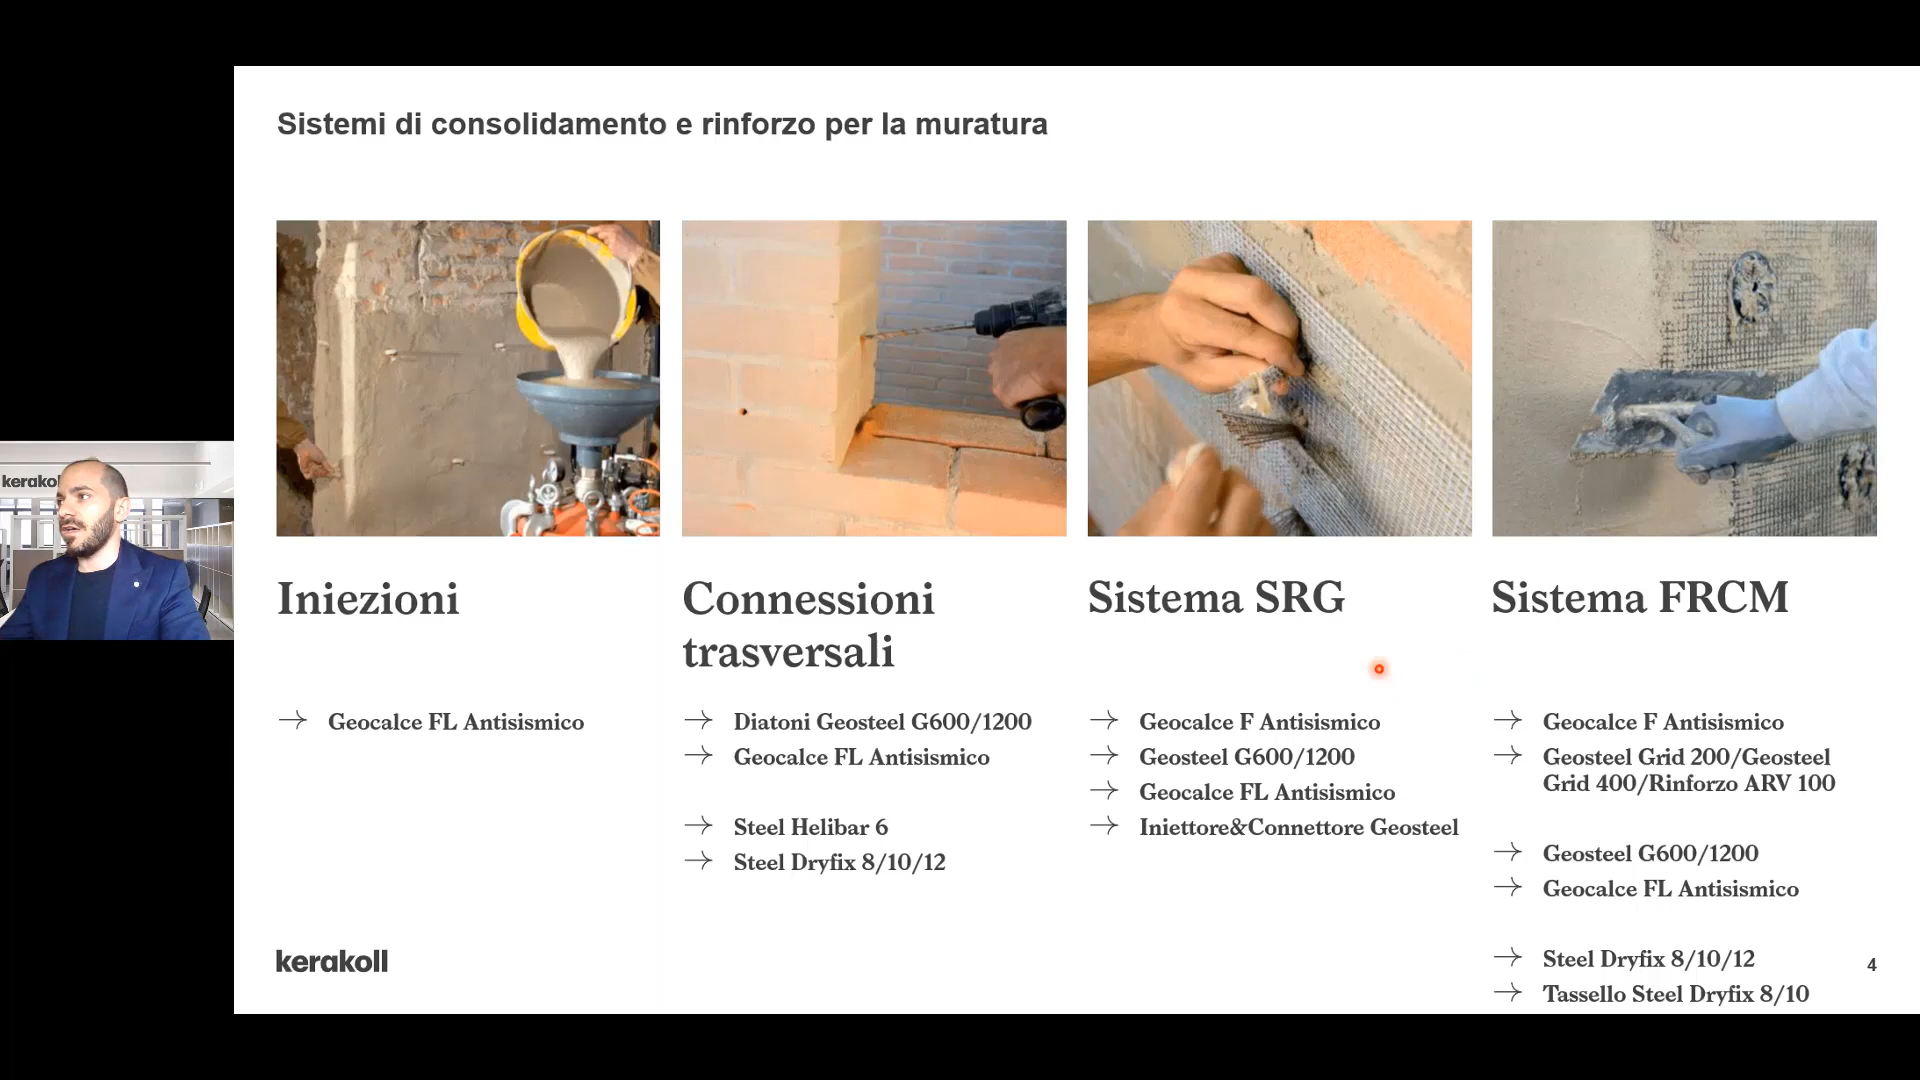 Sistemi di consolidamento e rinforzo per la muratura
Iniezioni
→ Geocalce FL Antisismico
Connessioni
trasversali
→ Diatoni Geosteel G600/1200
→ Geocalce FL Antisismico
→ Steel Helibar 6
→ Steel Dryfix 8/10/12
Sistema SRG
→ Geocalce F Antisismico
→ Geosteel G600/1200
→ Geocalce FL Antisismico
→ Iniettore&Connettore Geosteel
Sistema FRCM
→ Geocalce F Antisismico
→ Geosteel Grid 200/Geosteel
Grid 400/Rinforzo ARV 100
→ Geosteel G600/1200
→ Geocalce FL Antisismico
→ Steel Dryfix 8/10/12
→ Tassello Steel Dryfix 8/10
kerakoll
4
kerakol